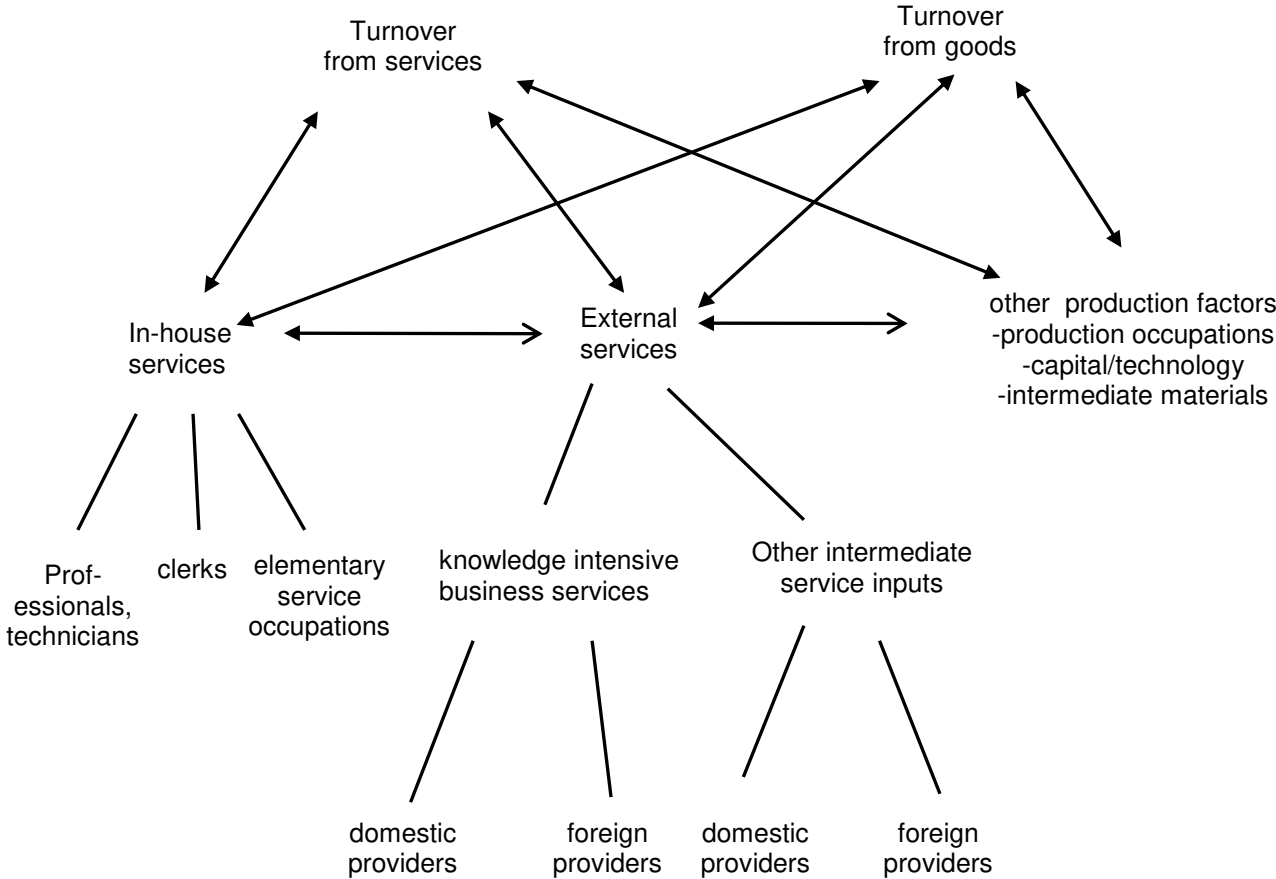 Turnover
from services
Turnover
from goods
In-house
services
External
services
other production factors
-production occupations
-capital/technology
-intermediate materials
Prof-
essionals,
technicians
clerks
elementary
service
occupations
knowledge intensive
business services
Other intermediate
service inputs
domestic
providers
foreign
providers
domestic
providers
foreign
providers